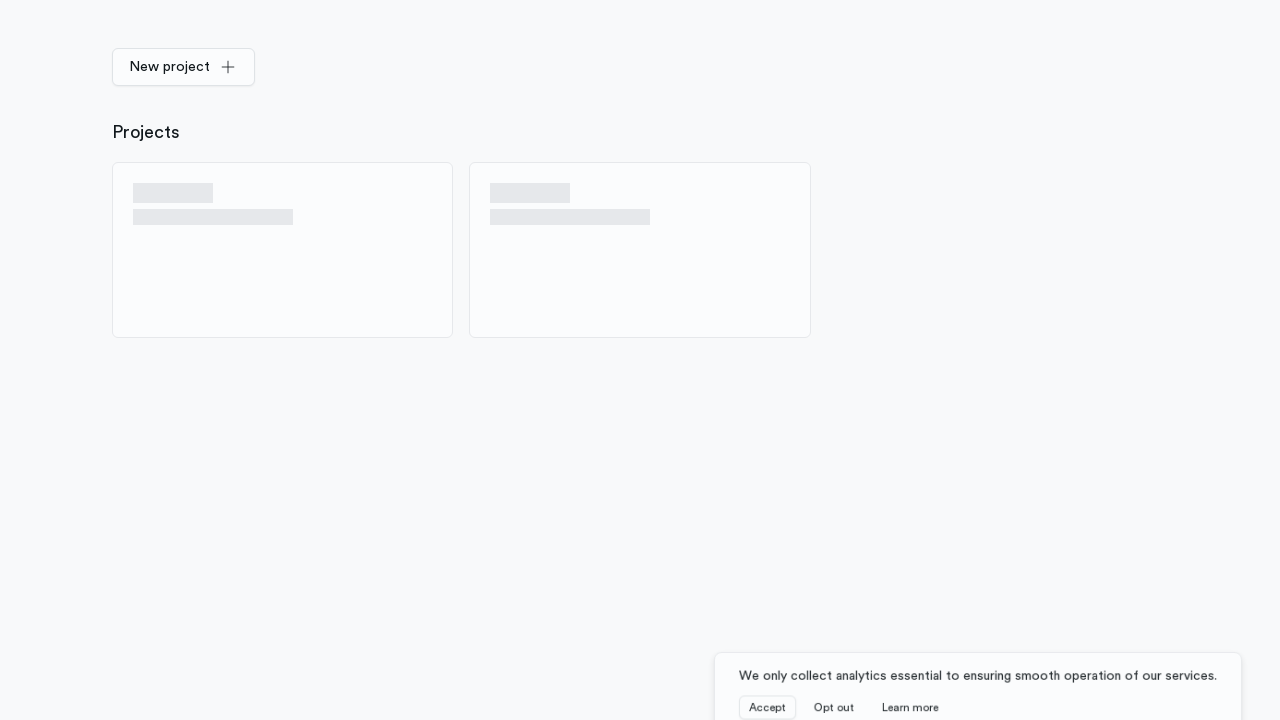 New project
Projects
We only collect analytics essential to ensuring smooth operation of our services.
Accept Opt out Learn more